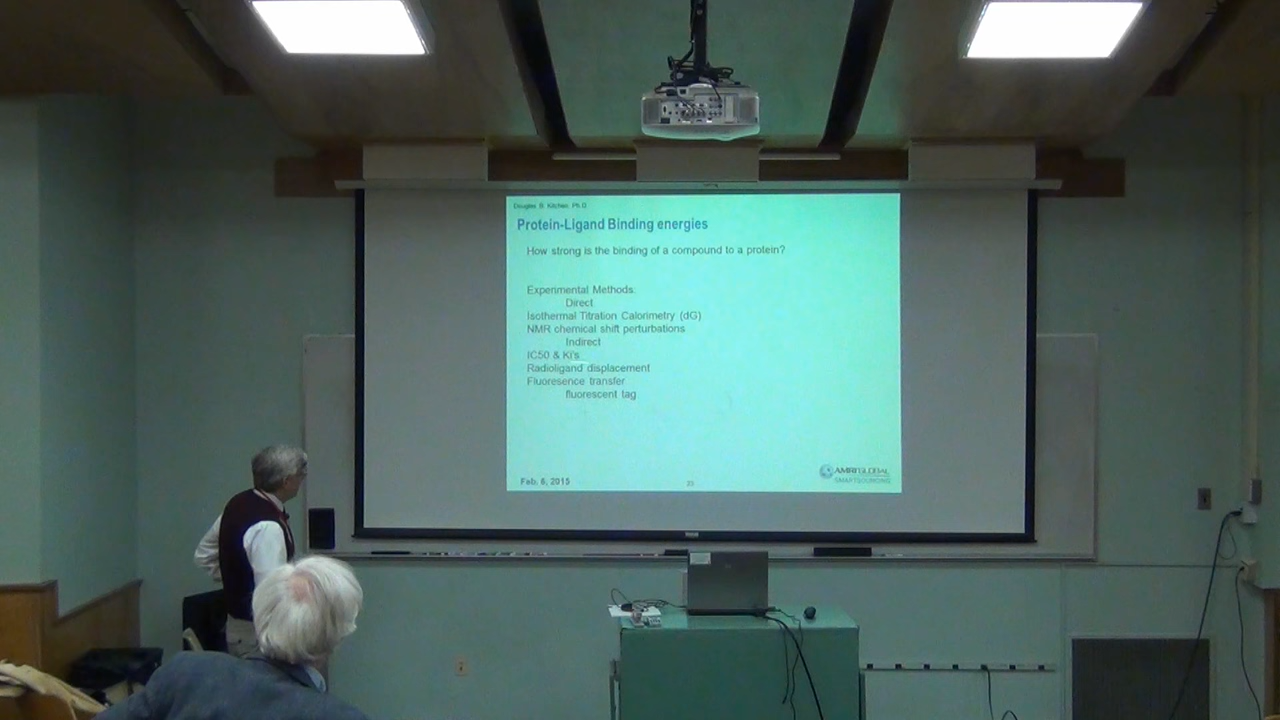 Douglas B. Kitchen, Ph.D
Protein-Ligand Binding energies
How strong is the binding of a compound to a protein?
Experimental Methods:
Direct
Isothermal Titration Calorimetry (dG)
NMR chemical shift perturbations
Indirect
IC50 & Ki's
Radioligand displacement
Fluoresence transfer
fluorescent tag
AMRI GLOBAL
SMARTSOURCING
Feb. 6, 2015